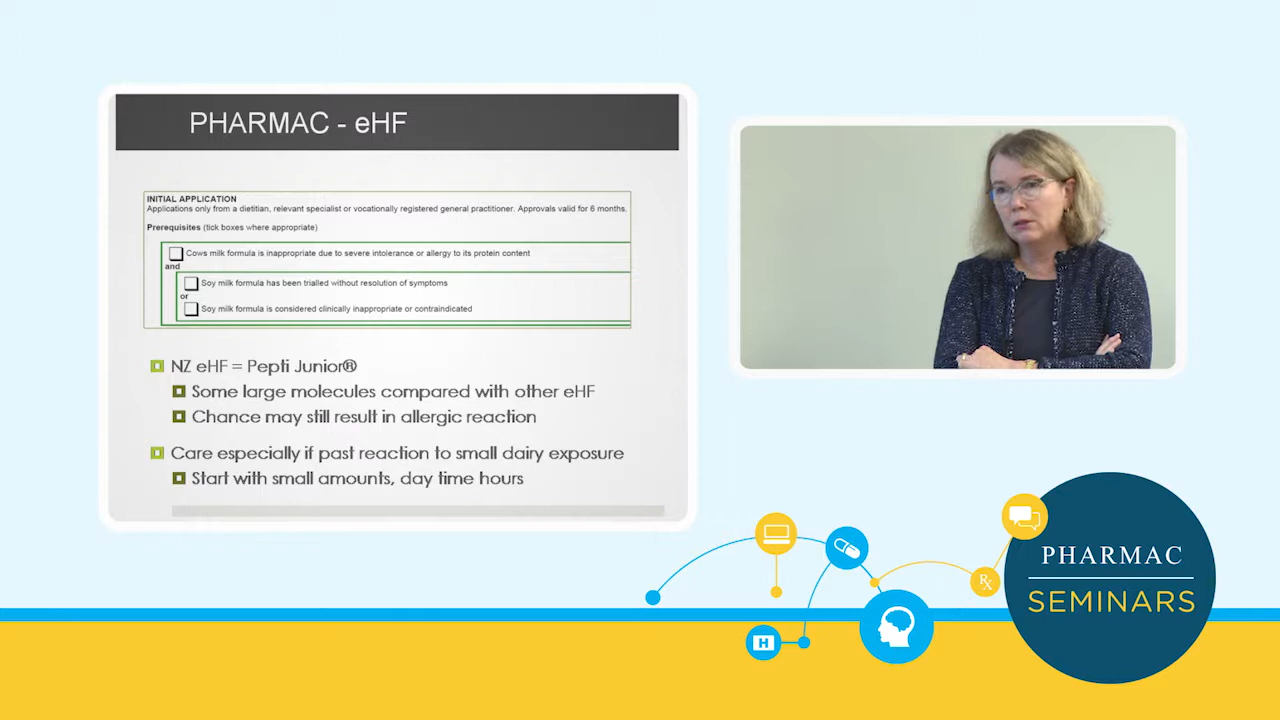 PHARMAC - eHF
INITIAL APPLICATION
Applications only from a dietitian, relevant specialist or vocationally registered general practitioner. Approvals valid for 6 months.
Prerequisites (tick boxes where appropriate)
Cows milk formula is inappropriate due to severe intolerance or allergy to its protein content
and
Soy milk formula has been trialled without resolution of symptoms
or
Soy milk formula is considered clinically inappropriate or contraindicated
NZ eHF = Pepti Junior®
Some large molecules compared with other eHF
Chance may still result in allergic reaction
Care especially if past reaction to small dairy exposure
Start with small amounts, day time hours
H
Rx
PHARMAC
SEMINARS